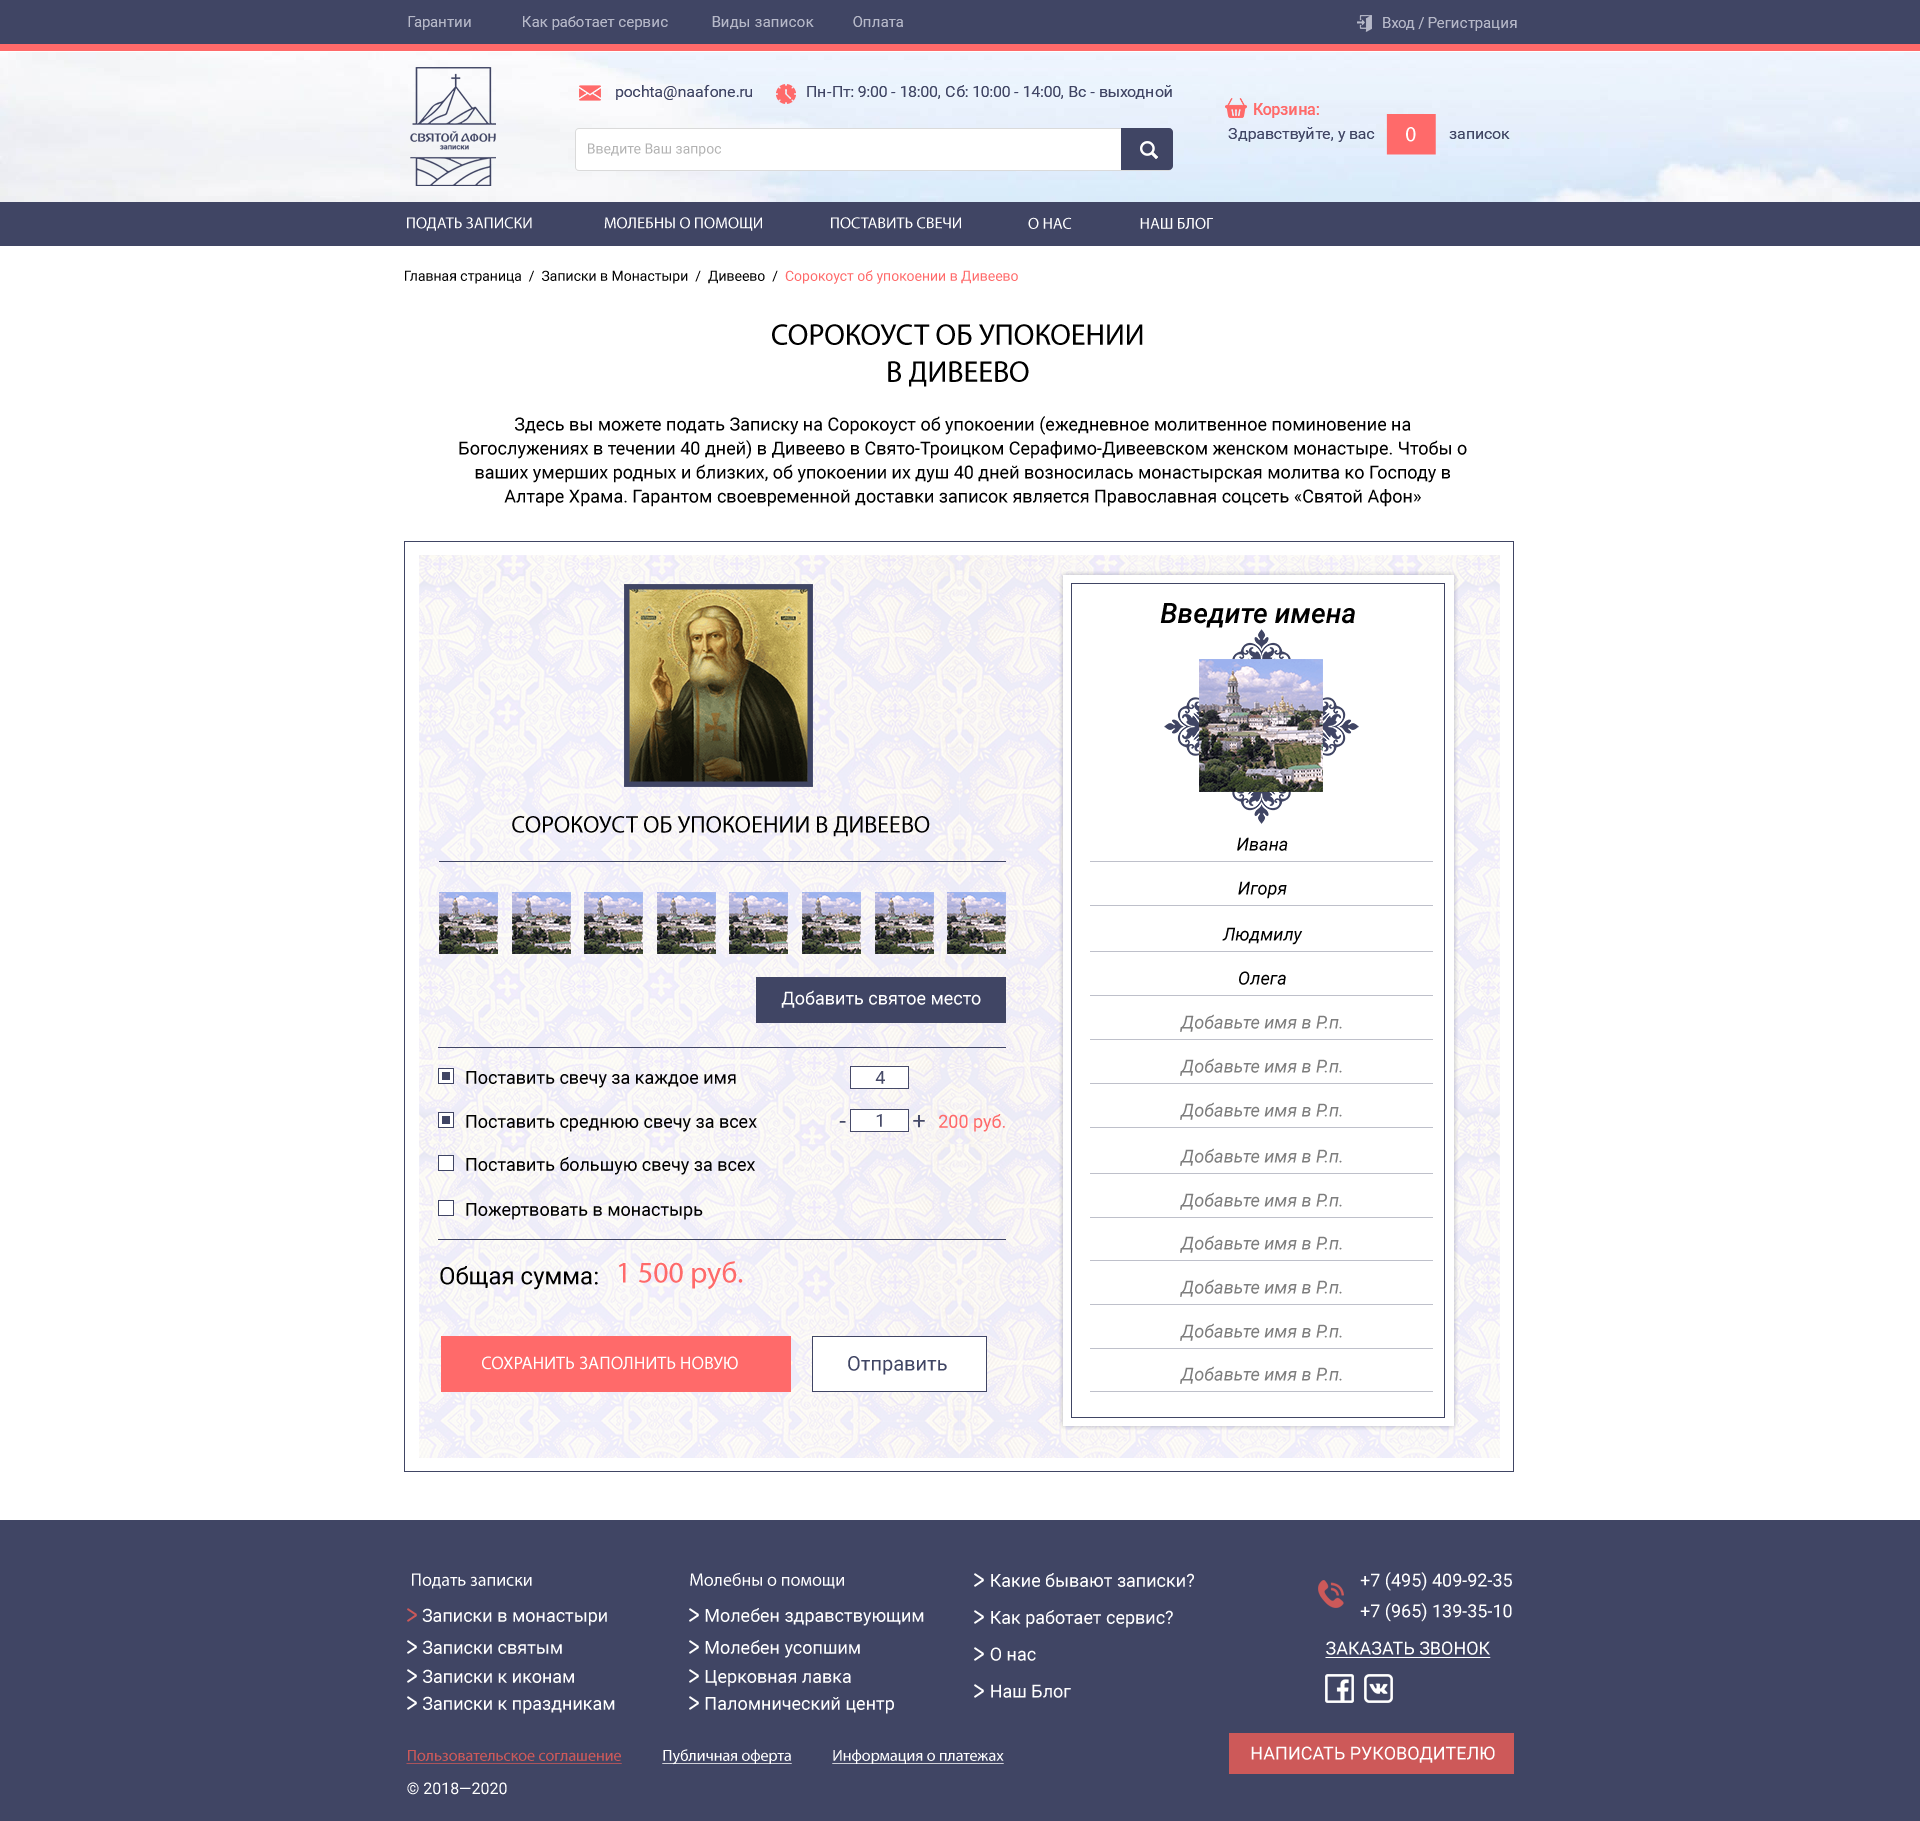 Гарантии
Как работает сервис
Виды записок
Оплата
Вход / Регистрация
СВЯТОЙ АФОН
записки
pochta@naafone.ru
Пн-Пт: 9:00 - 18:00, Сб: 10:00 - 14:00, Вс - выходной
Введите Ваш запрос
Корзина:
Здравствуйте, у вас 0 записок
ПОДАТЬ ЗАПИСКИ
МОЛЕБНЫ О ПОМОЩИ
ПОСТАВИТЬ СВЕЧИ
О НАС
НАШ БЛОГ
Главная страница / Записки в Монастыри / Дивеево / Сорокоуст об упокоении в Дивеево
СОРОКОУСТ ОБ УПОКОЕНИИ
В ДИВЕЕВО
Здесь вы можете подать Записку на Сорокоуст об упокоении (ежедневное молитвенное поминовение на
Богослужениях в течении 40 дней) в Дивеево в Свято-Троицком Серафимо-Дивеевском женском монастыре. Чтобы о
ваших умерших родных и близких, об упокоении их душ 40 дней возносилась монастырская молитва ко Господу в
Алтаре Храма. Гарантом своевременной доставки записок является Православная соцсеть «Святой Афон»
СОРОКОУСТ ОБ УПОКОЕНИИ В ДИВЕЕВО
Добавить святое место
Поставить свечу за каждое имя 4
Поставить среднюю свечу за всех - 1 + 200 руб.
Поставить большую свечу за всех
Пожертвовать в монастырь
Общая сумма: 1 500 руб.
СОХРАНИТЬ ЗАПОЛНИТЬ НОВУЮ
Отправить
Введите имена
Ивана
Игоря
Людмилу
Олега
Добавьте имя в Р.п.
Добавьте имя в Р.п.
Добавьте имя в Р.п.
Добавьте имя в Р.п.
Добавьте имя в Р.п.
Добавьте имя в Р.п.
Добавьте имя в Р.п.
Добавьте имя в Р.п.
Добавьте имя в Р.п.
Подать записки
> Записки в монастыри
> Записки святым
> Записки к иконам
> Записки к праздникам
Молебны о помощи
> Молебен здравствующим
> Молебен усопшим
> Церковная лавка
> Паломнический центр
> Какие бывают записки?
> Как работает сервис?
> О нас
> Наш Блог
+7 (495) 409-92-35
+7 (965) 139-35-10
ЗАКАЗАТЬ ЗВОНОК
НАПИСАТЬ РУКОВОДИТЕЛЮ
Пользовательское соглашение
Публичная оферта
Информация о платежах
© 2018—2020